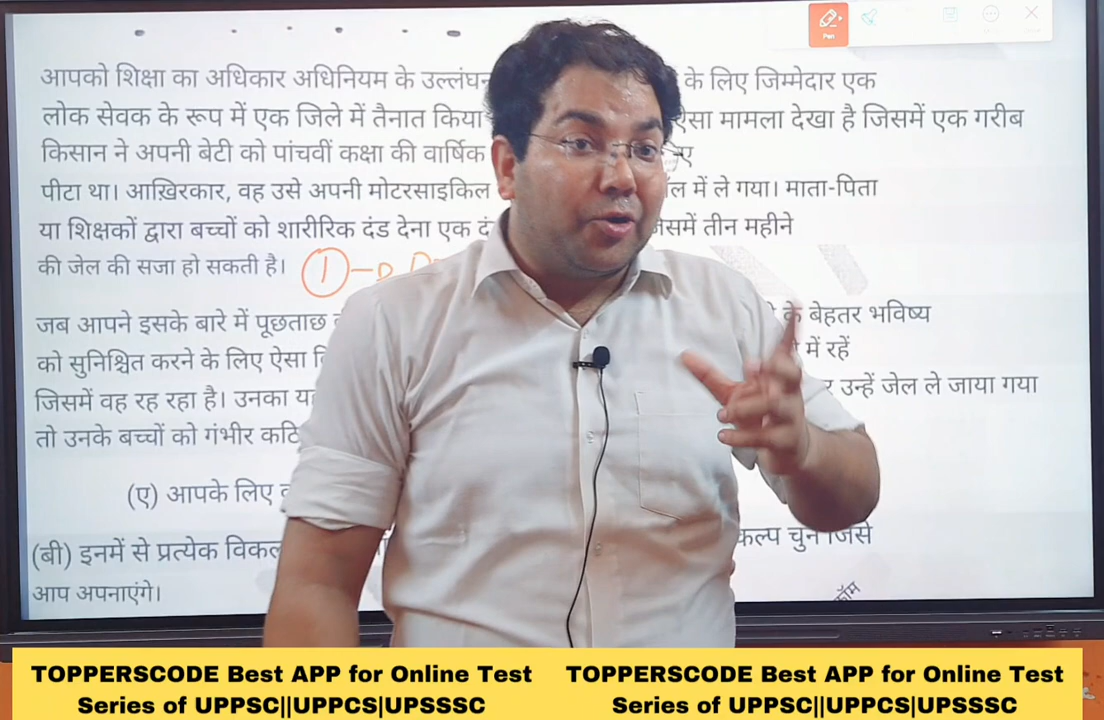 Pen
आपको शिक्षा का अधिकार अधिनियम के उल्लंघन के लिए जिम्मेदार एक
लोक सेवक के रूप में एक जिले में तैनात किया ऐसा मामला देखा है जिसमें एक गरीब
किसान ने अपनी बेटी को पांचवीं कक्षा की वार्षिक
पीटा था। आख़िरकार, वह उसे अपनी मोटरसाइकिल में ले गया। माता-पिता
या शिक्षकों द्वारा बच्चों को शारीरिक दंड देना एक जिसमें तीन महीने
की जेल की सजा हो सकती है। 1
जब आपने इसके बारे में पूछताछ के बेहतर भविष्य
को सुनिश्चित करने के लिए ऐसा में रहें
जिसमें वह रह रहा है। उनका उन्हें जेल ले जाया गया
तो उनके बच्चों को गंभीर
(ए) आपके लिए
(बी) इनमें से प्रत्येक चुनें जिसे
आप अपनाएंगे।
TOPPERSCODE Best APP for Online Test
Series of UPPSC||UPPCS|UPSSSC
TOPPERSCODE Best APP for Online Test
Series of UPPSC||UPPCS|UPSSSC